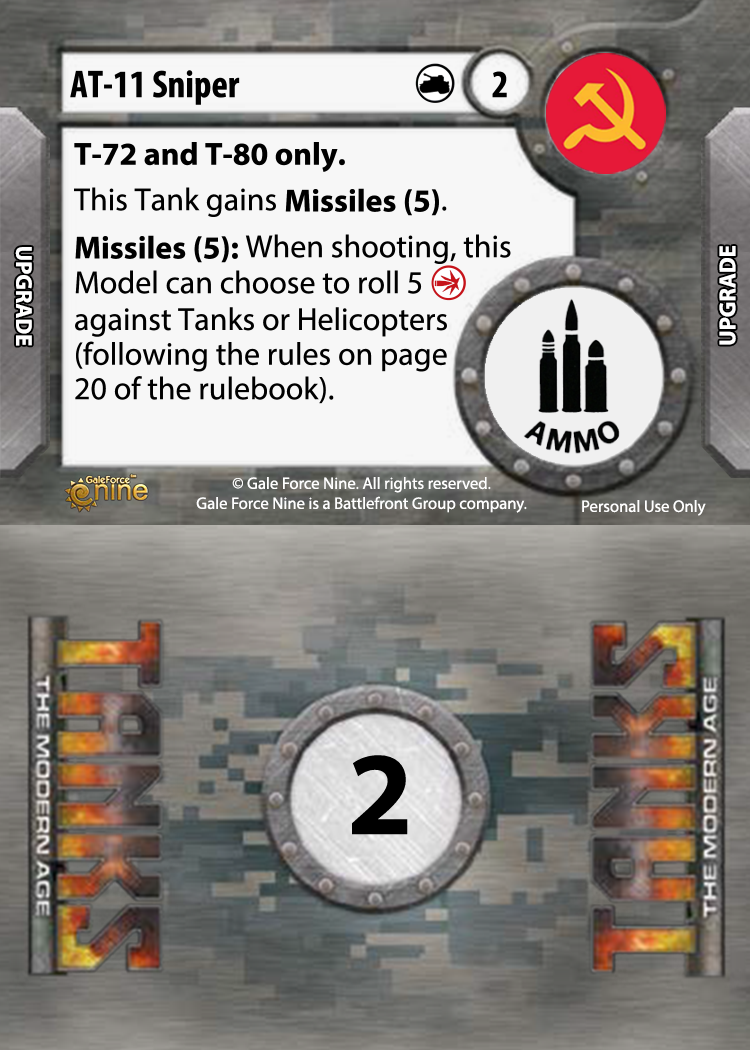 AT-11 Sniper
2
T-72 and T-80 only.
This Tank gains Missiles (5).
Missiles (5): When shooting, this
Model can choose to roll 5
against Tanks or Helicopters
(following the rules on page
20 of the rulebook).
UPGRADE
UPGRADE
AMMO
GaleForce™
nine
© Gale Force Nine. All rights reserved.
Gale Force Nine is a Battlefront Group company.
Personal Use Only
TANKS
THE MODERN AGE
2
TANKS
THE MODERN AGE